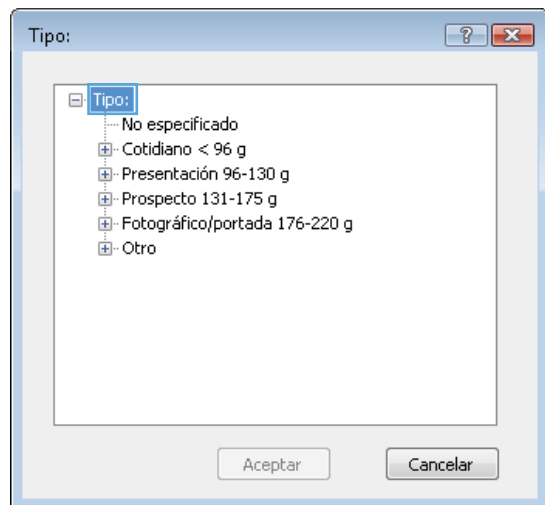 Tipo:
Tipo:
No especificado
Cotidiano < 96 g
Presentación 96-130 g
Prospecto 131-175 g
Fotográfico/portada 176-220 g
Otro
Aceptar Cancelar